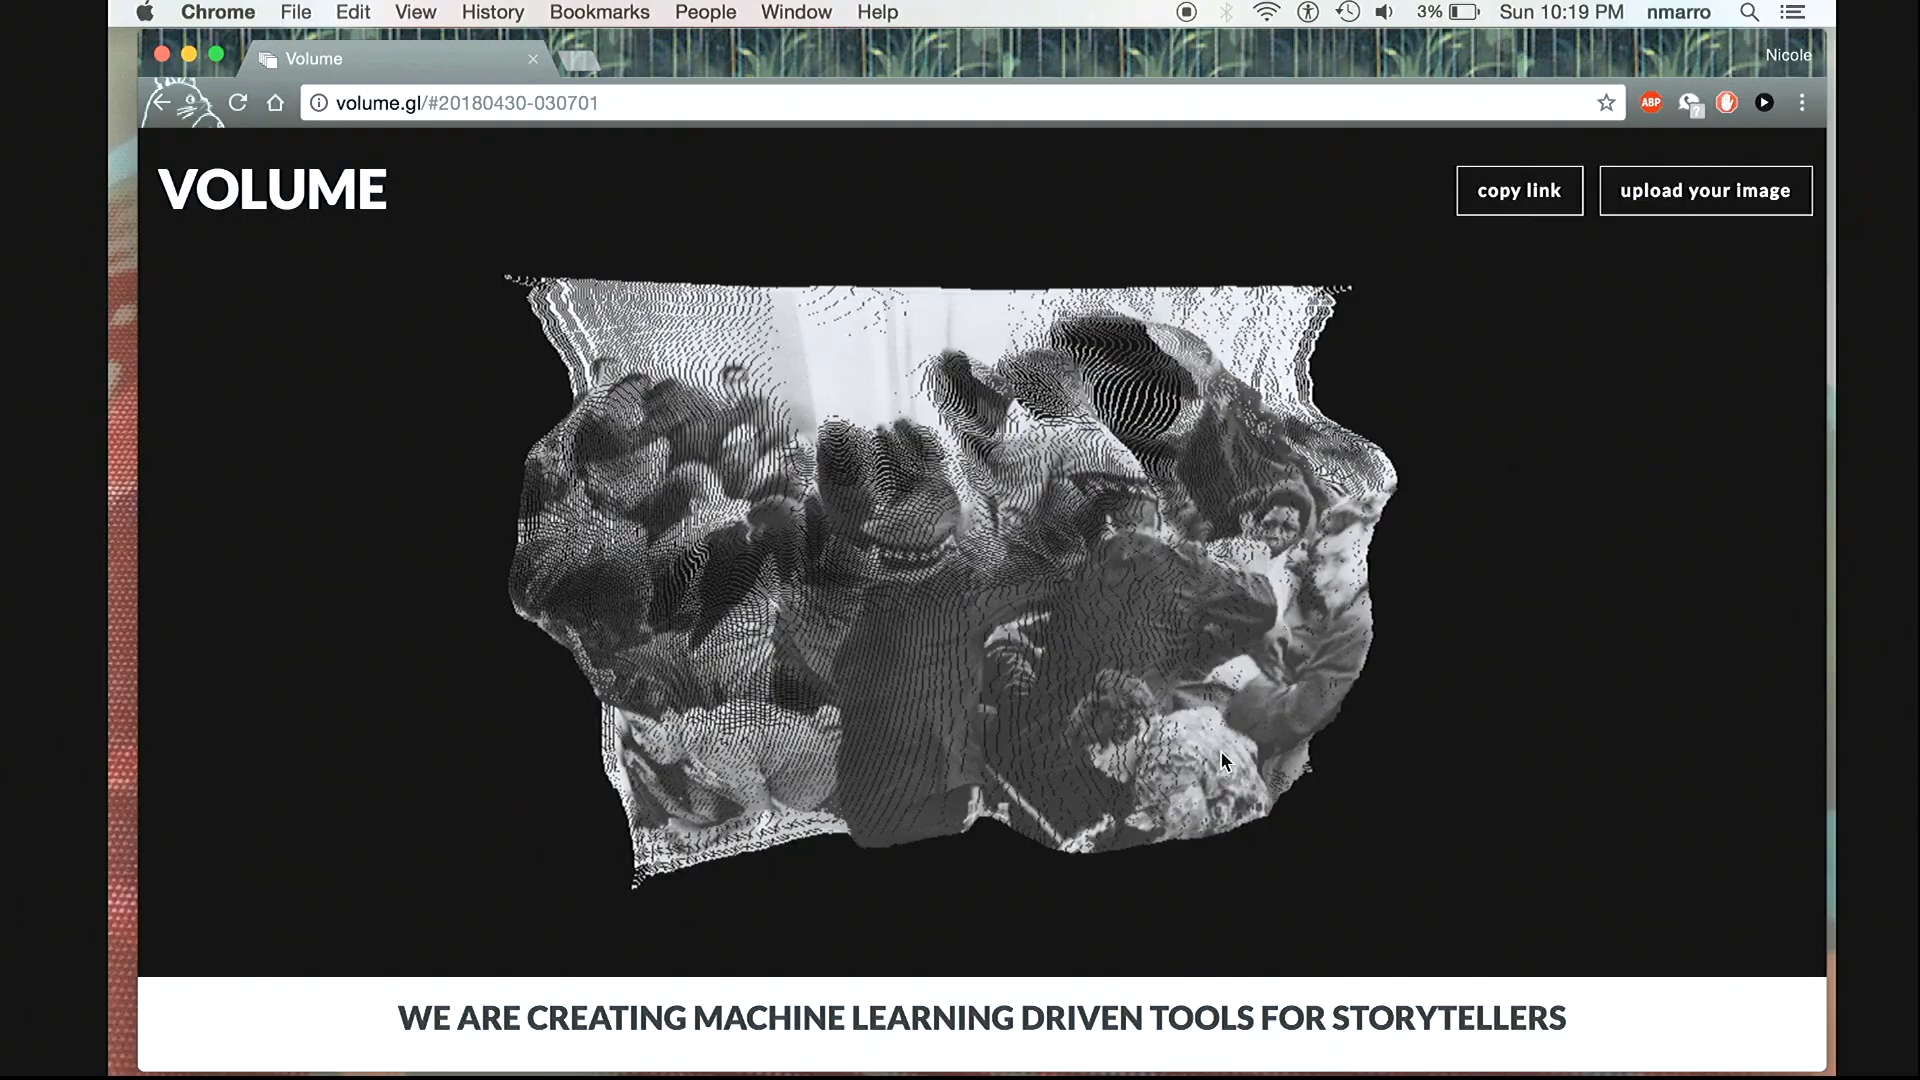 Chrome File Edit View History Bookmarks People Window Help 3% Sun 10:19 PM nmarro
Volume Nicole
volume.gl/#20180430-030701 ABP ?
VOLUME copy link upload your image
WE ARE CREATING MACHINE LEARNING DRIVEN TOOLS FOR STORYTELLERS